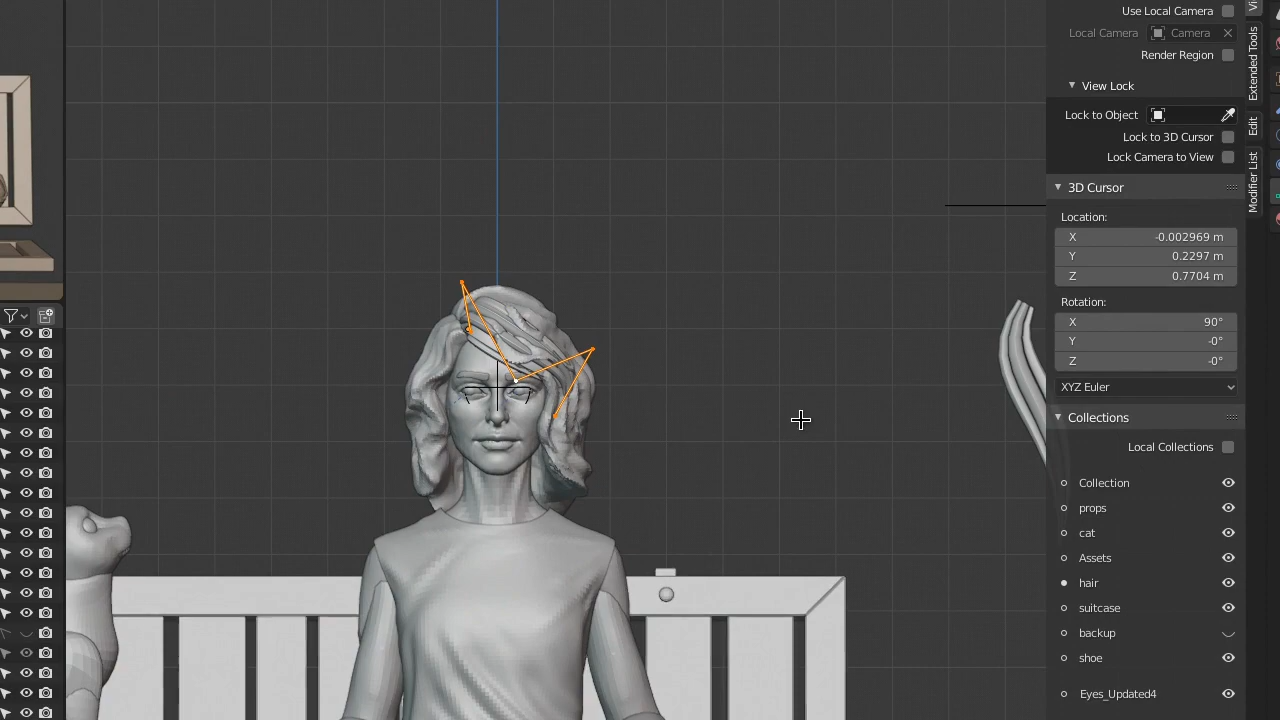 Use Local Camera
Local Camera Camera
Render Region
View Lock
Lock to Object
Lock to 3D Cursor
Lock Camera to View
3D Cursor
Location:
X -0.002969 m
Y 0.2297 m
Z 0.7704 m
Rotation:
X 90°
Y -0°
Z -0°
XYZ Euler
Collections
Local Collections
Collection
props
cat
Assets
hair
suitcase
backup
shoe
Eyes_Updated4
Extended Tools
Edit
Modifier List